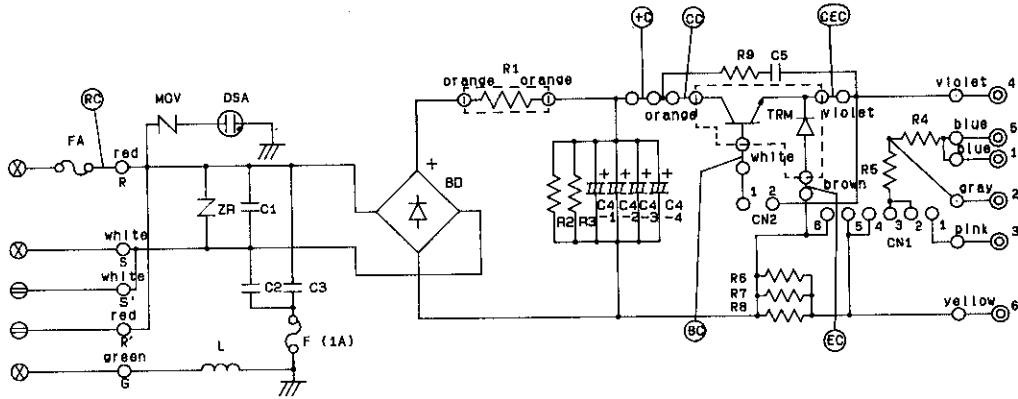 +C CC CEC
R9 C5
orange R1 orange
violet 4
RC MOV DSA
orange TRM violet
R4 blue 5
FA
blue 1
red
R
+
white
R5
BD
brown
gray 2
ZR C1
R2 R3 C4-1 C4-2 C4-3 C4-4
+ + + +
1 2
CN2
6 5 4 3 2 1
CN1
white
S
pink 3
white
S'
C2 C3
R6
R7
R8
red
R'
F (1A)
BC EC
yellow 6
green
G
L